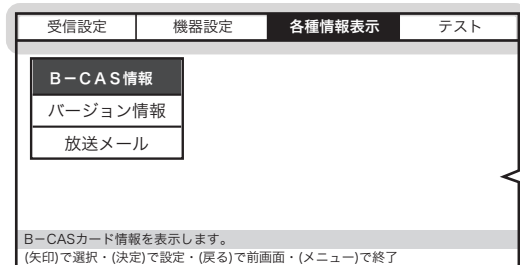 受信設定 機器設定 各種情報表示 テスト
B－CAS情報
バージョン情報
放送メール
B－CASカード情報を表示します。
(矢印)で選択・(決定)で設定・(戻る)で前画面・(メニュー)で終了